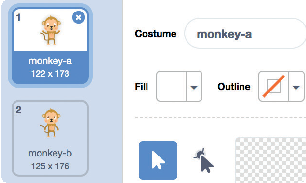 1
monkey-a
122 x 173
2
monkey-b
125 x 176
Costume
monkey-a
Fill
Outline